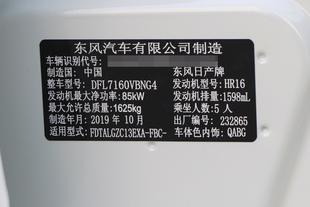 东风汽车有限公司制造
车辆识别代号:
制造国: 中国 东风日产牌
整车型号: DFL7160VBNG4 发动机型号: HR16
发动机最大净功率: 85kW 发动机排量: 1598mL
最大允许总质量: 1625kg 乘坐人数: 5 人
制造年月: 2019 年 10 月 出厂编号: 232865
适用型号: FDTALGZC13EXA-FBC- 车体色内饰: QABG